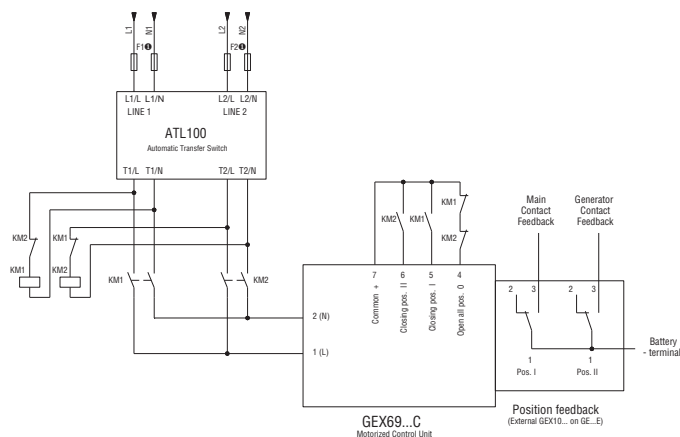 L1
N1
L2
N2
F1❶
F2❶
L1/L L1/N
L2/L L2/N
LINE 1
LINE 2
ATL100
Automatic Transfer Switch
T1/L T1/N
T2/L T2/N
KM2
KM1
KM1
KM2
KM1
KM2
KM2
KM1
KM1
KM2
7
6
5
4
Common +
Closing pos. II
Closing pos. I
Open all pos. 0
2 (N)
1 (L)
GEX69...C
Motorized Control Unit
Main
Contact
Feedback
Generator
Contact
Feedback
2
3
2
3
1
1
Pos. I
Pos. II
Battery
- terminal
Position feedback
(External GEX10... on GE...E)